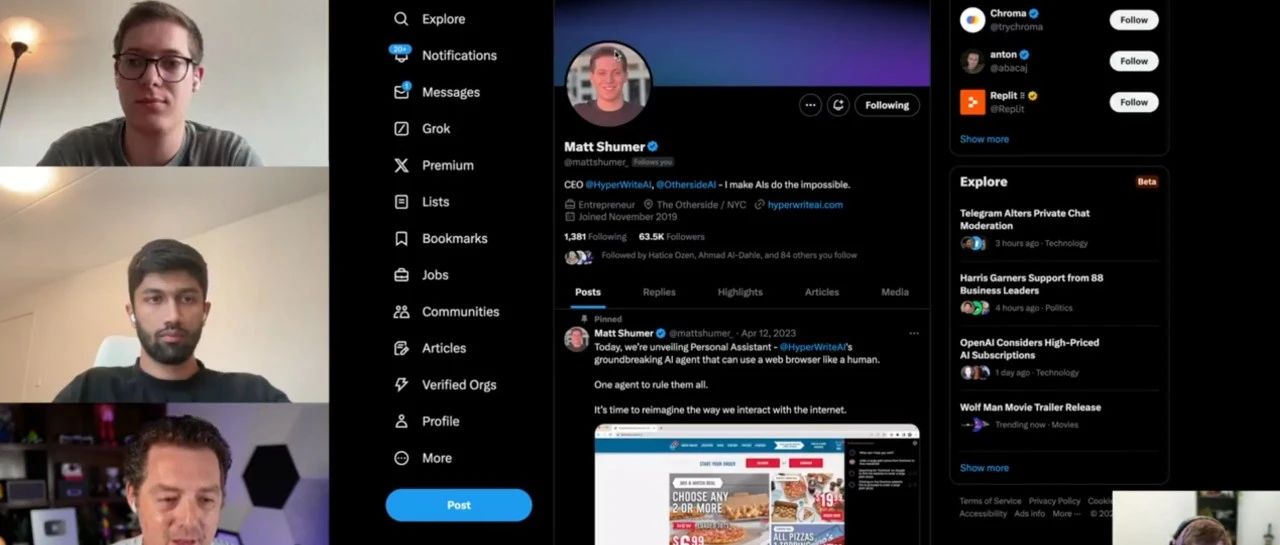 Explore
20+
Notifications
Messages
Grok
Premium
Lists
Bookmarks
Jobs
Communities
Articles
Verified Orgs
Profile
More
Post
Following
Matt Shumer
@mattshumer_ Follows you
CEO @HyperWriteAI, @OthersideAI - I make AIs do the impossible.
Entrepreneur The Otherside / NYC hyperwriteai.com
Joined November 2019
1,381 Following 63.5K Followers
Followed by Hatice Ozen, Ahmad Al-Dahle, and 84 others you follow
Posts Replies Highlights Articles Media
Pinned
Matt Shumer @mattshumer_ · Apr 12, 2023
Today, we're unveiling Personal Assistant - @HyperWriteAI's
groundbreaking AI agent that can use a web browser like a human.
One agent to rule them all.
It's time to reimagine the way we interact with the internet.
START YOUR ORDER
CHOOSE ANY
2 OR MORE
NEW
$6.99
$19.99
ALL PIZZAS
Chroma
@trychroma
Follow
anton
@abacaj
Follow
Replit
@Replit
Follow
Show more
Explore
Beta
Telegram Alters Private Chat
Moderation
3 hours ago · Technology
Harris Garners Support from 88
Business Leaders
4 hours ago · Politics
OpenAI Considers High-Priced
AI Subscriptions
1 day ago · Technology
Wolf Man Movie Trailer Release
Trending now · Movies
Show more
Terms of Service Privacy Policy
Accessibility Ads info More ···